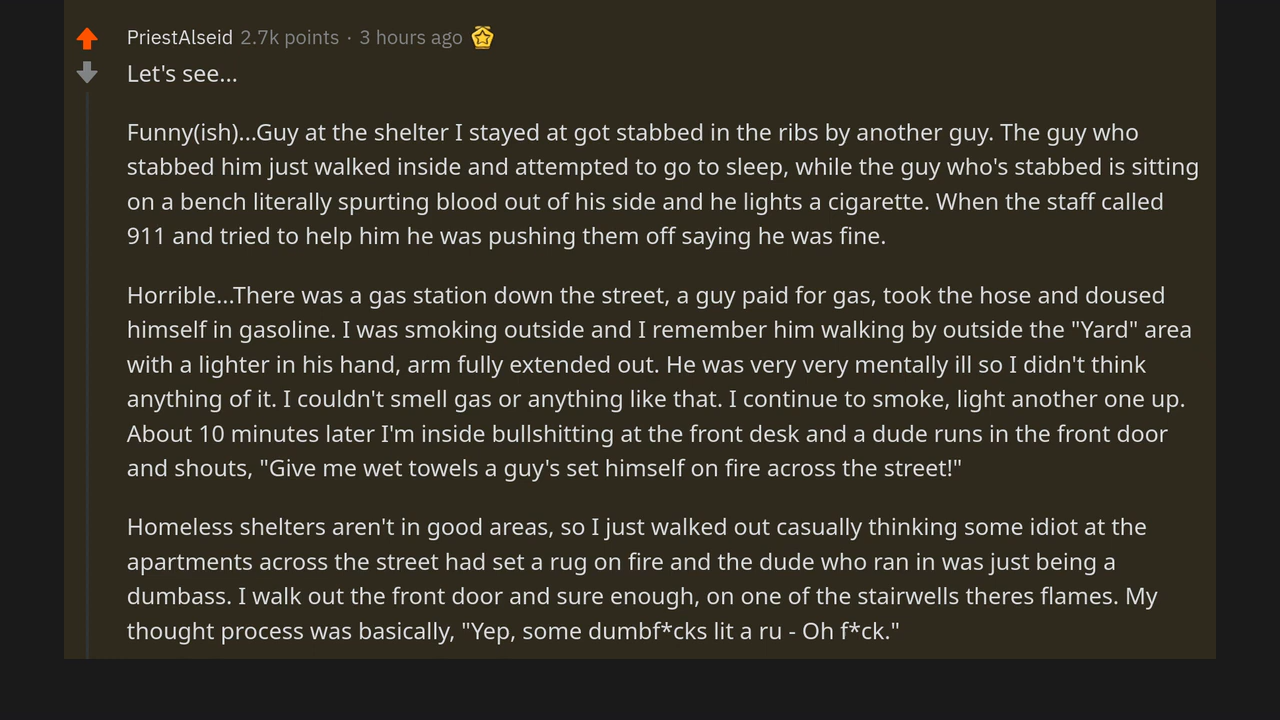 PriestAlseid 2.7k points · 3 hours ago
Let's see...
Funny(ish)...Guy at the shelter I stayed at got stabbed in the ribs by another guy. The guy who
stabbed him just walked inside and attempted to go to sleep, while the guy who's stabbed is sitting
on a bench literally spurting blood out of his side and he lights a cigarette. When the staff called
911 and tried to help him he was pushing them off saying he was fine.
Horrible...There was a gas station down the street, a guy paid for gas, took the hose and doused
himself in gasoline. I was smoking outside and I remember him walking by outside the "Yard" area
with a lighter in his hand, arm fully extended out. He was very very mentally ill so I didn't think
anything of it. I couldn't smell gas or anything like that. I continue to smoke, light another one up.
About 10 minutes later I'm inside bullshitting at the front desk and a dude runs in the front door
and shouts, "Give me wet towels a guy's set himself on fire across the street!"
Homeless shelters aren't in good areas, so I just walked out casually thinking some idiot at the
apartments across the street had set a rug on fire and the dude who ran in was just being a
dumbass. I walk out the front door and sure enough, on one of the stairwells theres flames. My
thought process was basically, "Yep, some dumbf*cks lit a ru - Oh f*ck."